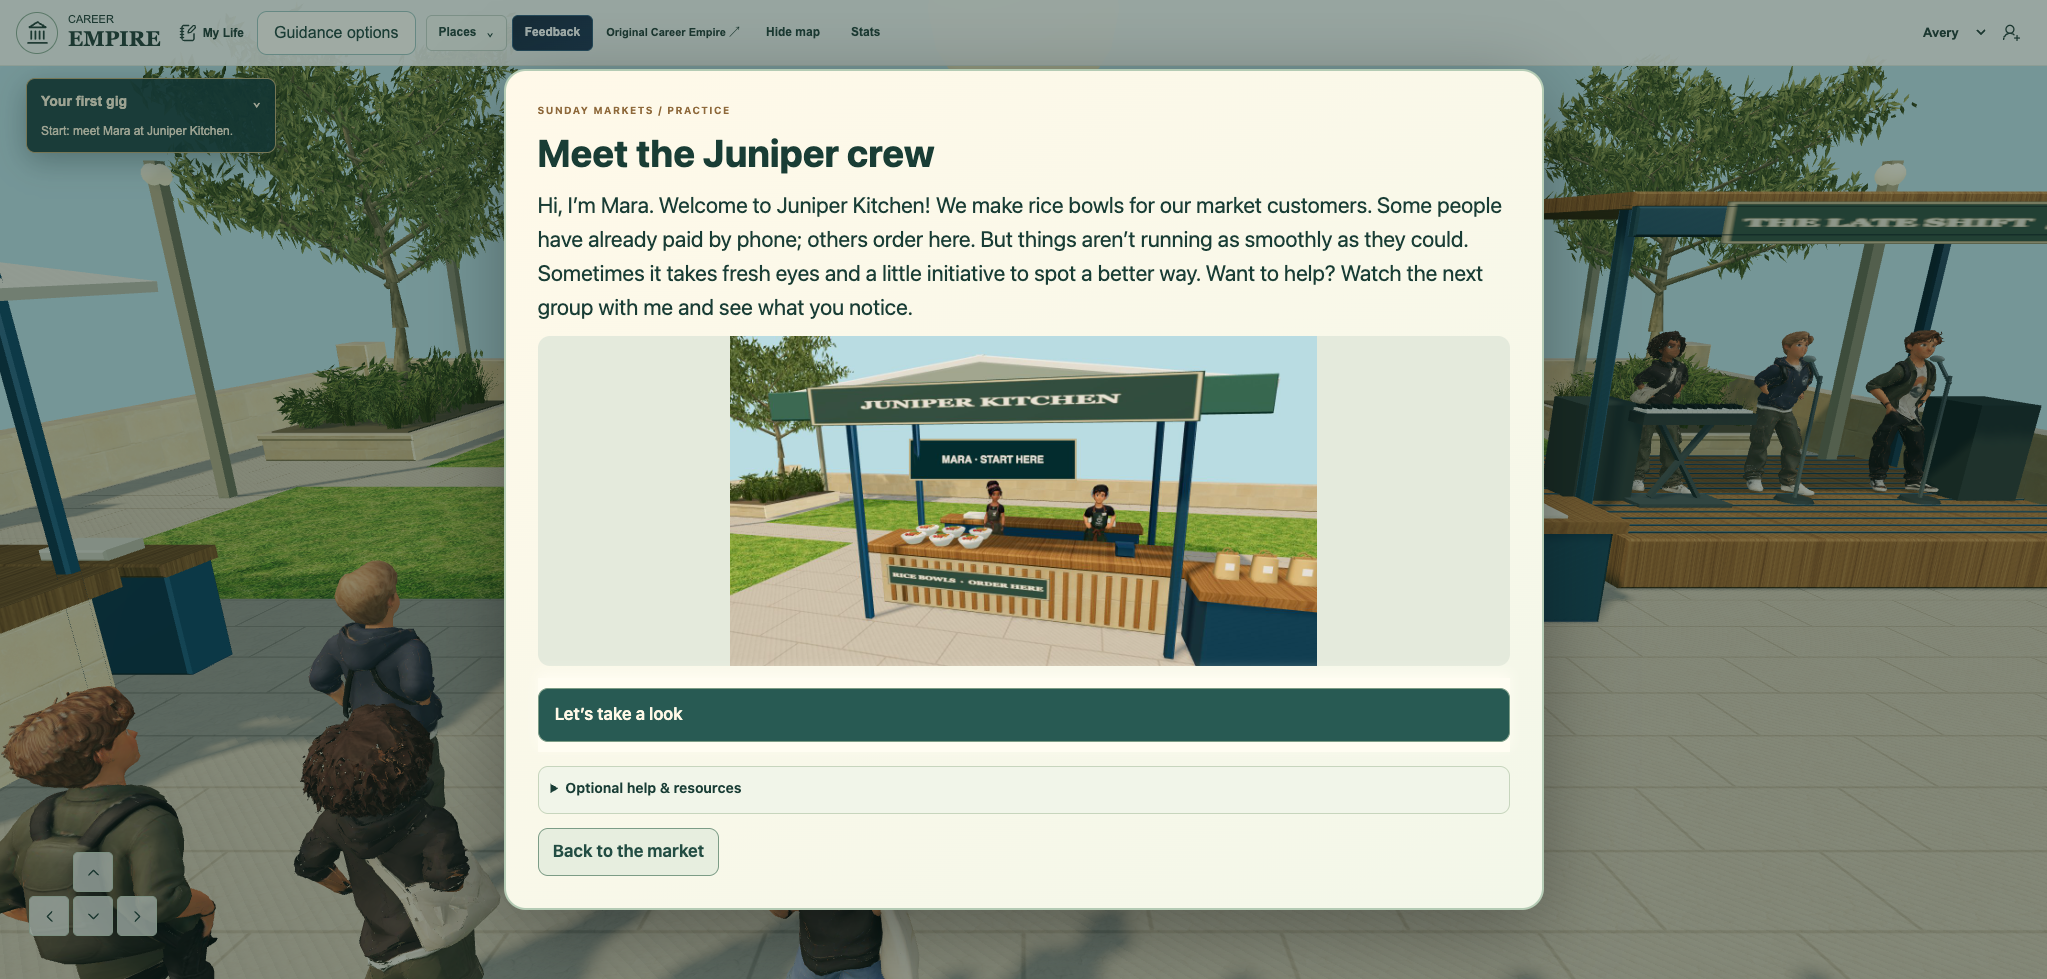 CAREER
EMPIRE
My Life
Guidance options
Places
Feedback
Original Career Empire
Hide map
Stats
Avery
Your first gig
Start: meet Mara at Juniper Kitchen.
SUNDAY MARKETS / PRACTICE
Meet the Juniper crew
Hi, I’m Mara. Welcome to Juniper Kitchen! We make rice bowls for our market customers. Some people
have already paid by phone; others order here. But things aren’t running as smoothly as they could.
Sometimes it takes fresh eyes and a little initiative to spot a better way. Want to help? Watch the next
group with me and see what you notice.
JUNIPER KITCHEN
MARA · START HERE
RICE BOWLS · ORDER HERE
THE LATE SHIFT
Let’s take a look
Optional help & resources
Back to the market